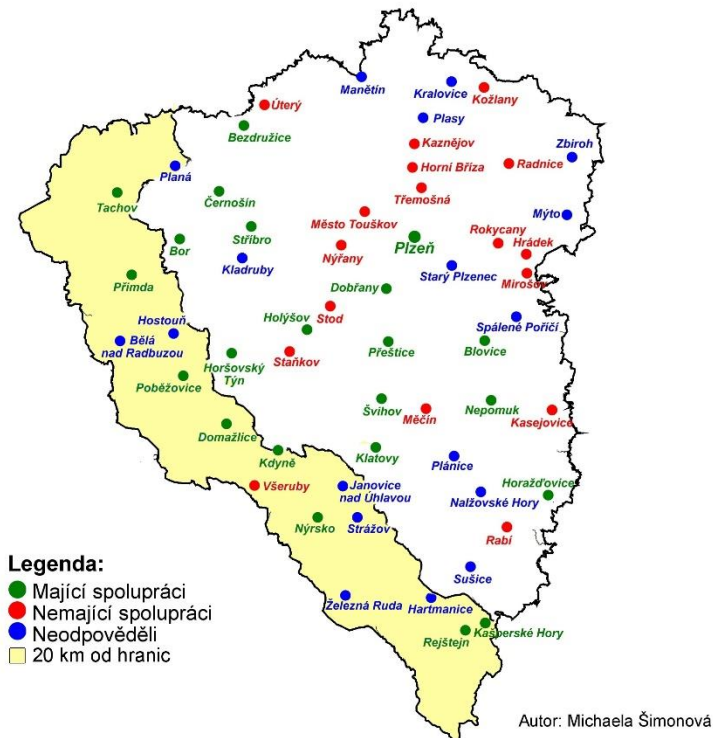 Manětín
Kralovice
Kožlany
Úterý
Plasy
Bezdružice
Kaznějov
Zbiroh
Horní Bříza
Radnice
Planá
Třemošná
Tachov
Černošín
Město Touškov
Mýto
Rokycany
Stříbro
Plzeň
Hrádek
Bor
Nýřany
Kladruby
Starý Plzenec
Mirošov
Přimda
Dobřany
Stod
Spálené Poříčí
Hostouň
Holýšov
Bělá
nad Radbuzou
Přeštice
Blovice
Horšovský
Týn
Staňkov
Poběžovice
Švihov
Nepomuk
Měčín
Kasejovice
Domažlice
Kdyně
Klatovy
Plánice
Všeruby
Janovice
nad Úhlavou
Nalžovské Hory
Horažďovice
Nýrsko
Strážov
Rabí
Sušice
Železná Ruda
Hartmanice
Rejštejn
Kašperské Hory
Legenda:
Mající spolupráci
Nemající spolupráci
Neodpověděli
20 km od hranic
Autor: Michaela Šimonová